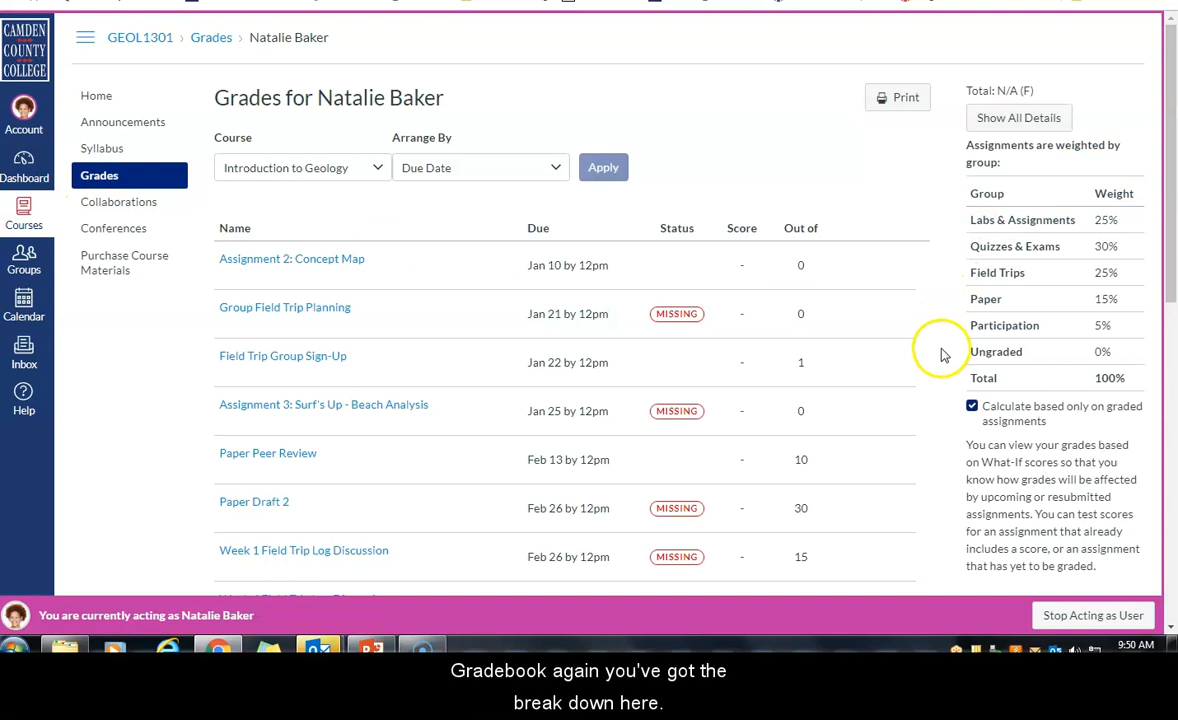 CAMDEN
COUNTY
COLLEGE
Account
Dashboard
Courses
Groups
Calendar
Inbox
Help
GEOL1301 › Grades › Natalie Baker
Home
Announcements
Syllabus
Grades
Collaborations
Conferences
Purchase Course
Materials
Grades for Natalie Baker
Print
Course Arrange By
Introduction to Geology Due Date Apply
Name Due Status Score Out of
Assignment 2: Concept Map Jan 10 by 12pm - 0
Group Field Trip Planning Jan 21 by 12pm MISSING - 0
Field Trip Group Sign-Up Jan 22 by 12pm - 1
Assignment 3: Surf's Up - Beach Analysis Jan 25 by 12pm MISSING - 0
Paper Peer Review Feb 13 by 12pm - 10
Paper Draft 2 Feb 26 by 12pm MISSING - 30
Week 1 Field Trip Log Discussion Feb 26 by 12pm MISSING - 15
Total: N/A (F)
Show All Details
Assignments are weighted by
group:
Group Weight
Labs & Assignments 25%
Quizzes & Exams 30%
Field Trips 25%
Paper 15%
Participation 5%
Ungraded 0%
Total 100%
Calculate based only on graded
assignments
You can view your grades based
on What-If scores so that you
know how grades will be affected
by upcoming or resubmitted
assignments. You can test scores
for an assignment that already
includes a score, or an assignment
that has yet to be graded.
You are currently acting as Natalie Baker
Stop Acting as User
9:50 AM
Gradebook again you've got the
break down here.